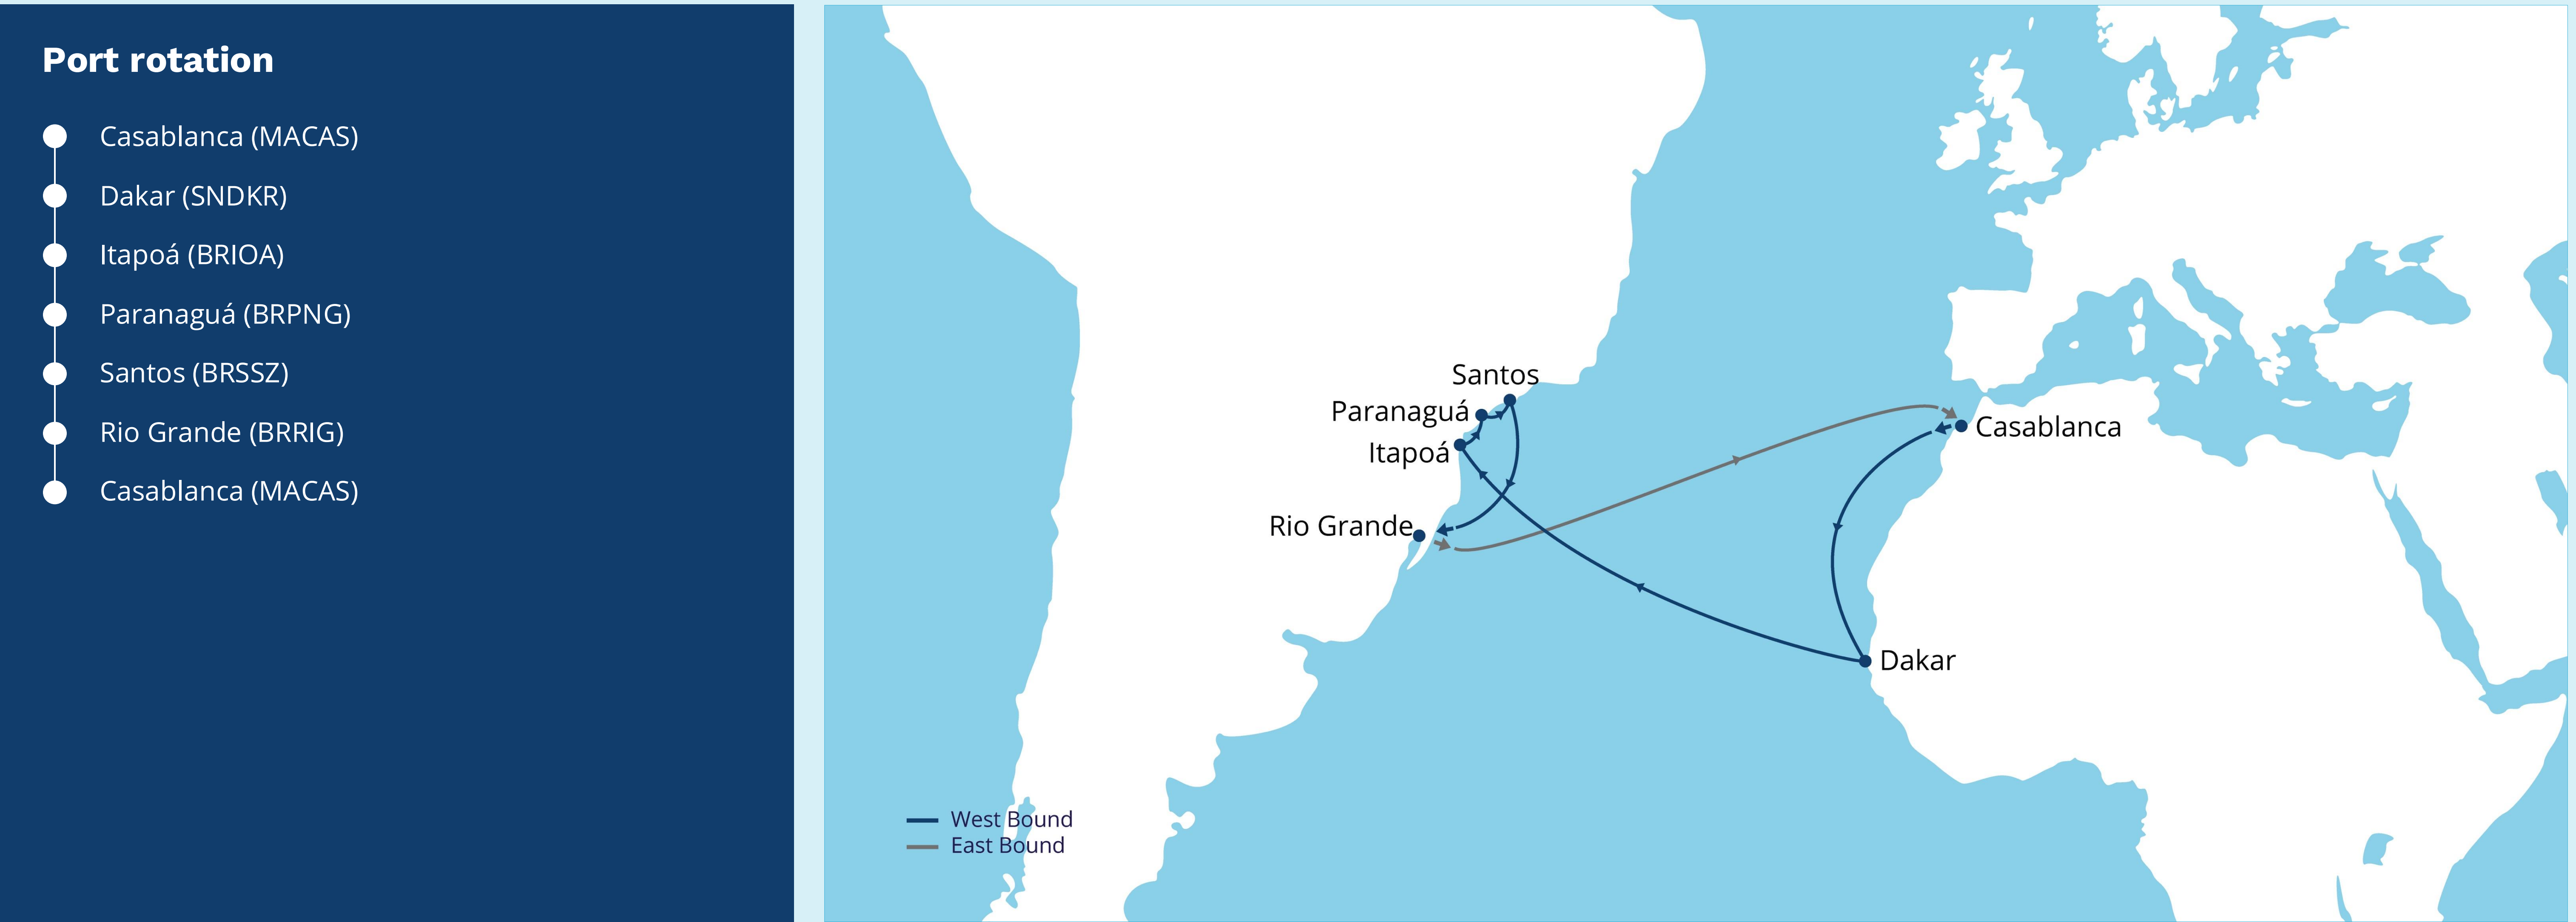 Port rotation
Casablanca (MACAS)
Dakar (SNDKR)
Itapoá (BRIOA)
Paranaguá (BRPNG)
Santos (BRSSZ)
Rio Grande (BRRIG)
Casablanca (MACAS)
Santos
Paranaguá
Itapoá
Rio Grande
Casablanca
Dakar
West Bound
East Bound